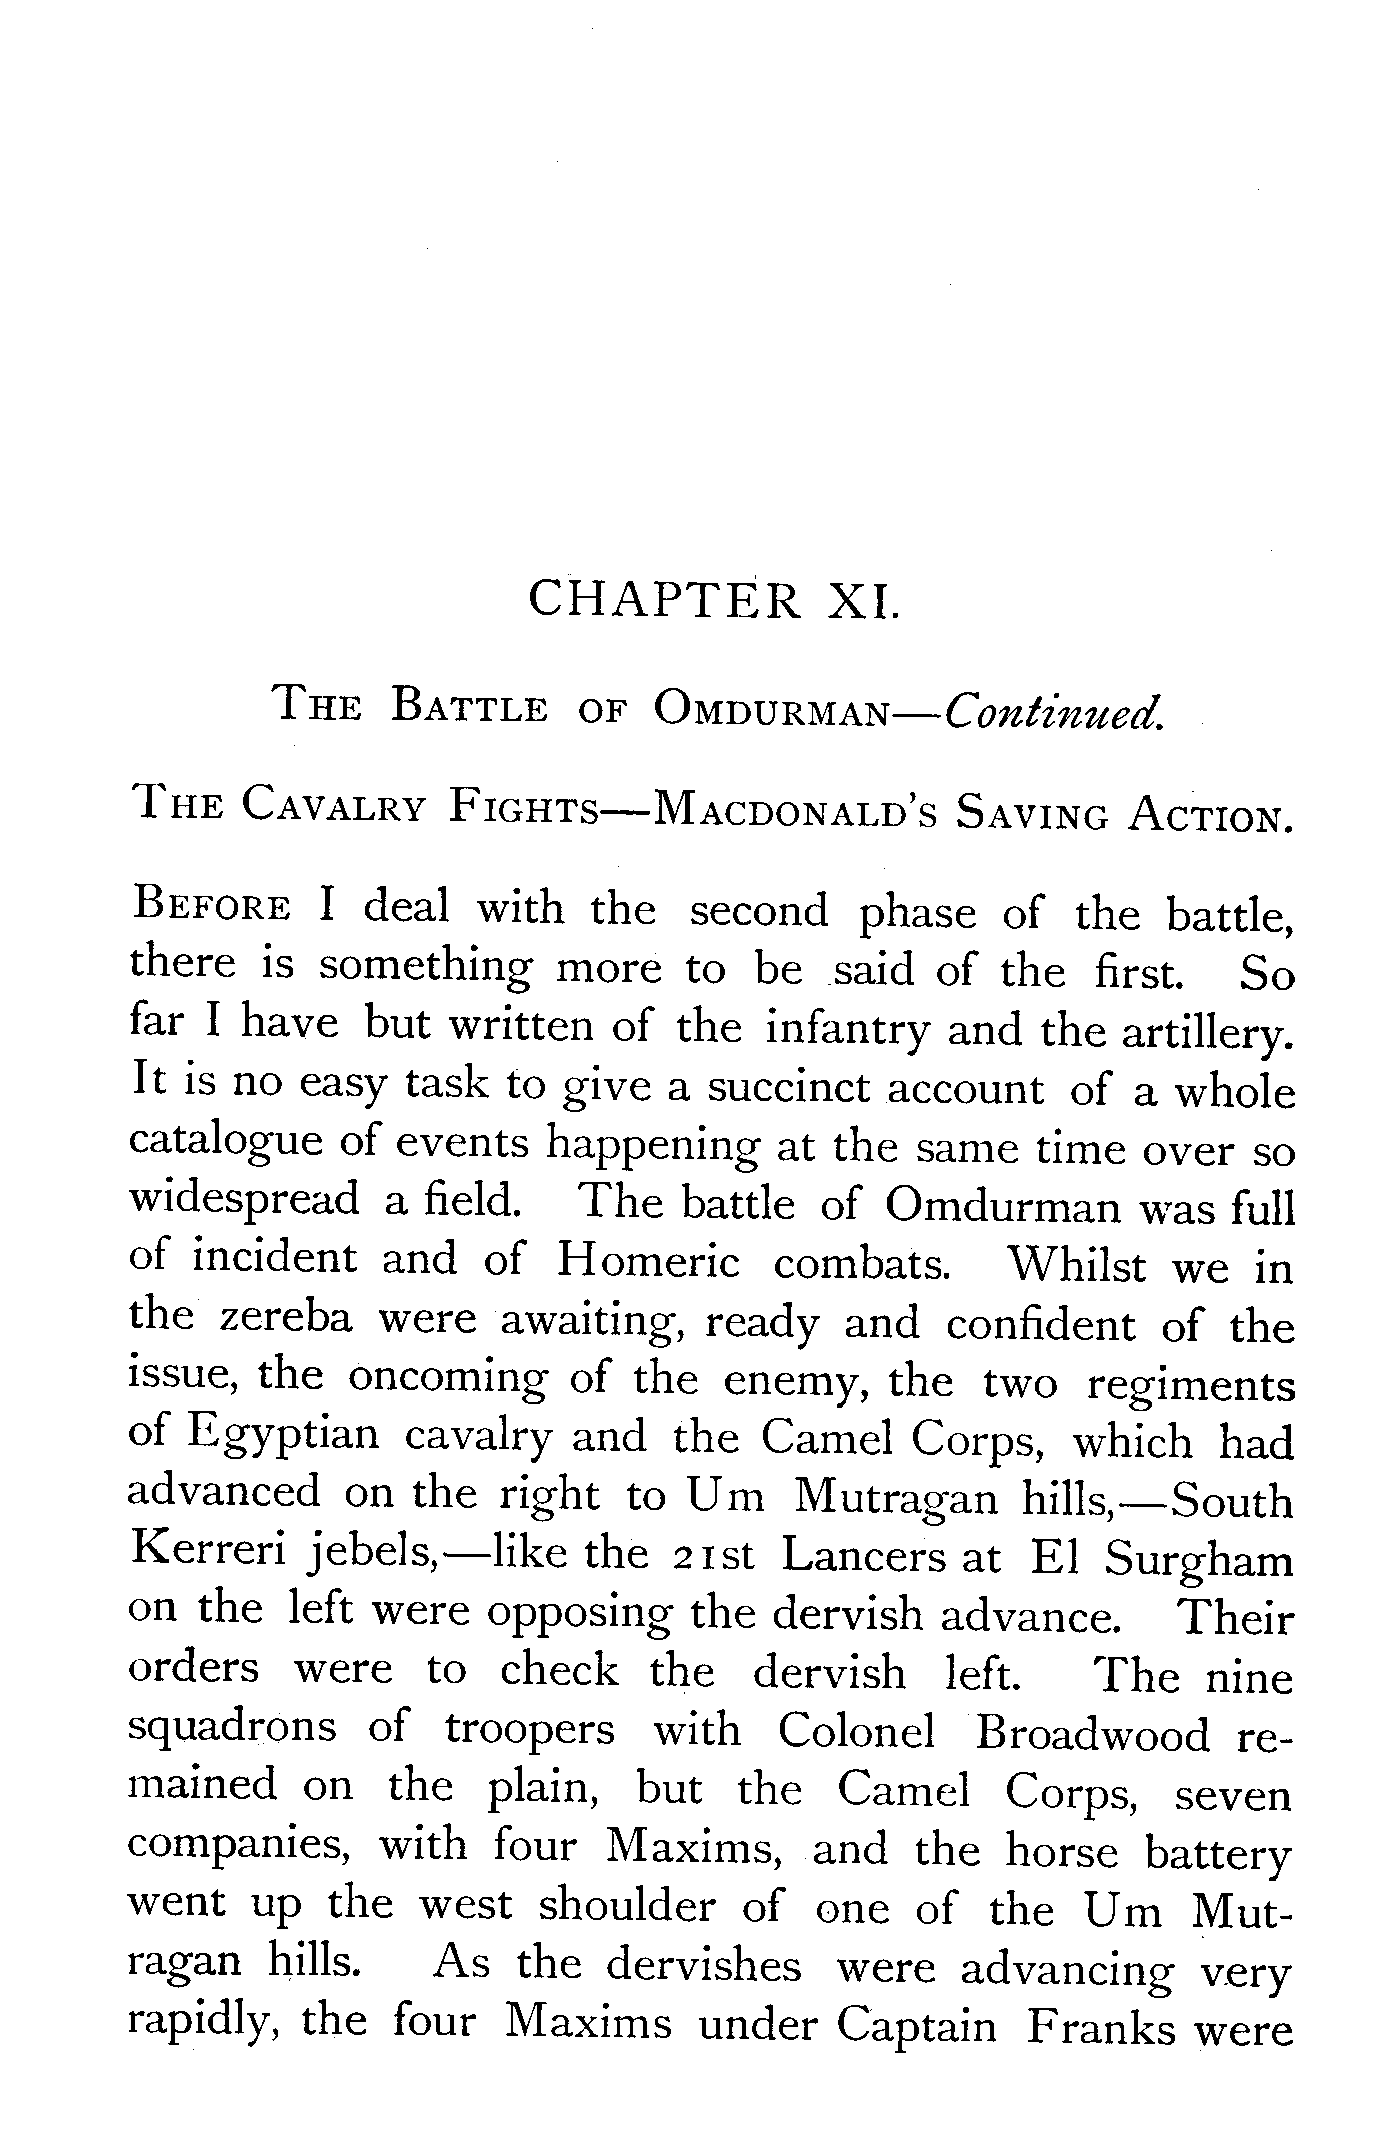 CHAPTER XI.
The Battle of Omdurman—Continued.
The Cavalry Fights—Macdonald's Saving Action.
Before I deal with the second phase of the battle,
there is something more to be said of the first. So
far I have but written of the infantry and the artillery.
It is no easy task to give a succinct account of a whole
catalogue of events happening at the same time over so
widespread a field. The battle of Omdurman was full
of incident and of Homeric combats. Whilst we in
the zereba were awaiting, ready and confident of the
issue, the oncoming of the enemy, the two regiments
of Egyptian cavalry and the Camel Corps, which had
advanced on the right to Um Mutragan hills,—South
Kerreri jebels,—like the 21st Lancers at El Surgham
on the left were opposing the dervish advance. Their
orders were to check the dervish left. The nine
squadrons of troopers with Colonel Broadwood re-
mained on the plain, but the Camel Corps, seven
companies, with four Maxims, and the horse battery
went up the west shoulder of one of the Um Mut-
ragan hills. As the dervishes were advancing very
rapidly, the four Maxims under Captain Franks were